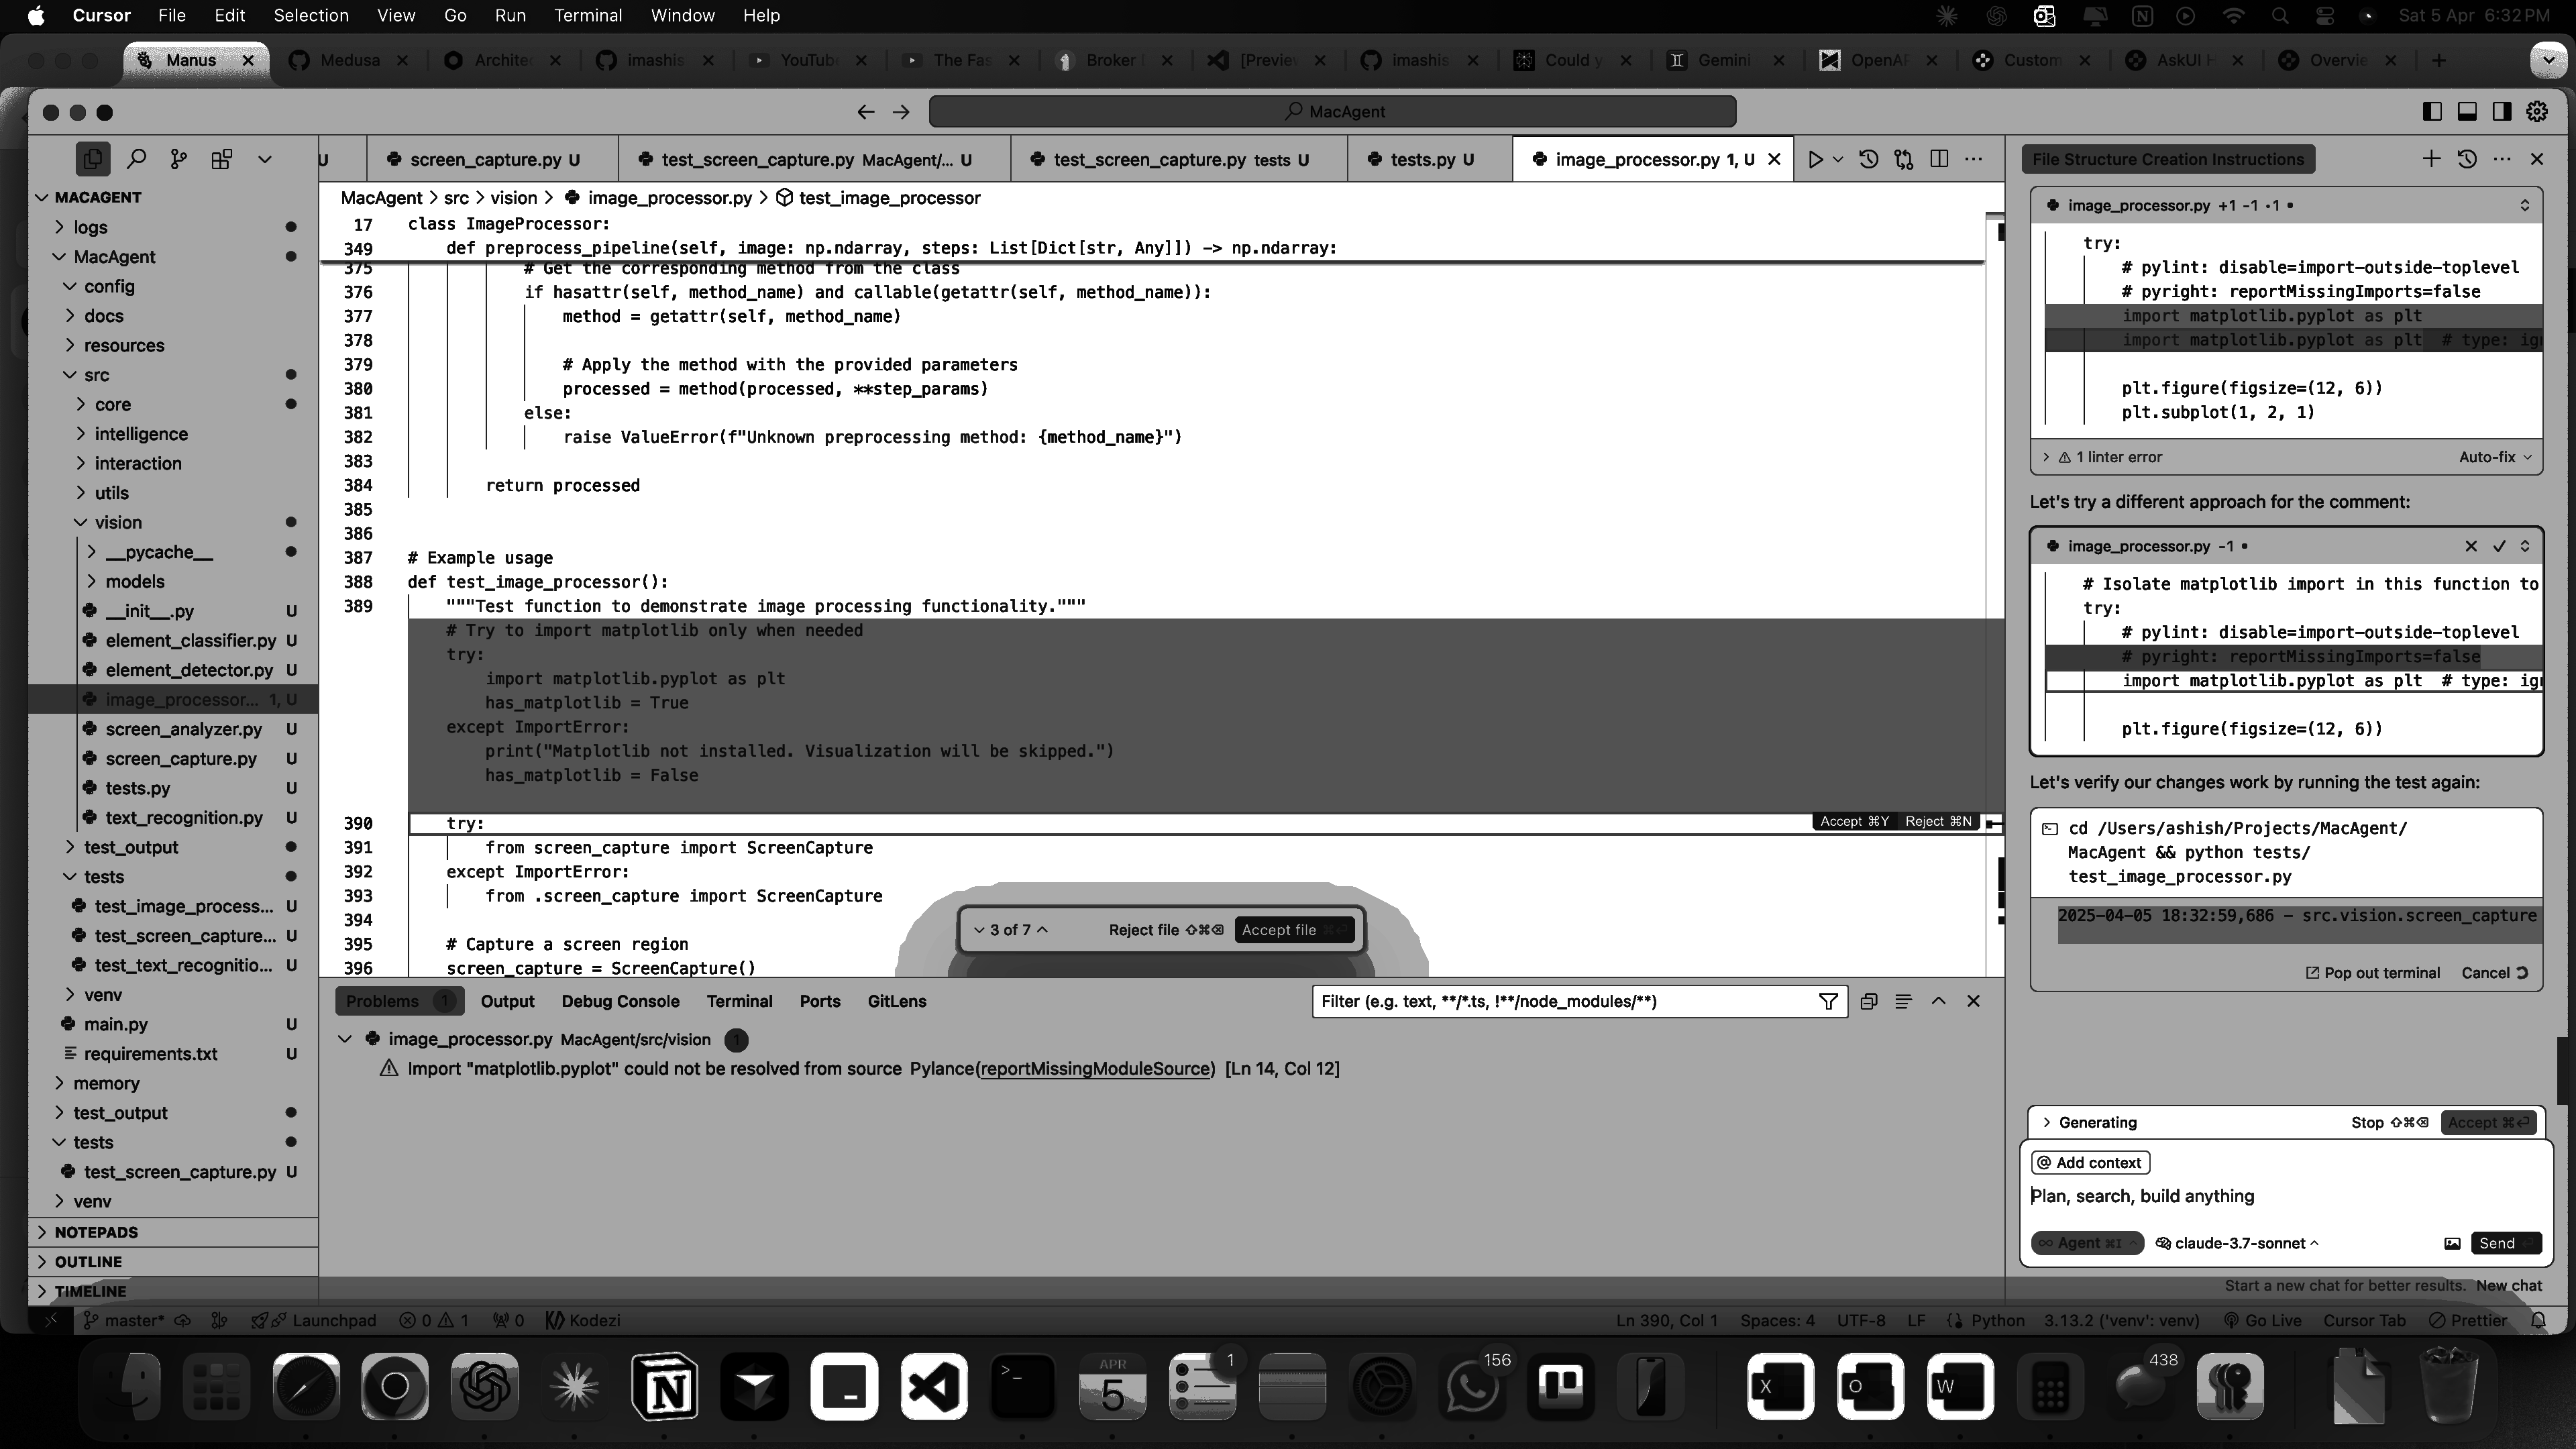 Cursor File Edit Selection View Go Run Terminal Window Help Sat 5 Apr 6:32 PM
Manus Medusa Archite imashis YouTub The Fas Broker [Previe imashis Could y Gemini OpenAP Custom AskUI H Overvie
MacAgent
U screen_capture.py U test_screen_capture.py MacAgent/... U test_screen_capture.py tests U tests.py U image_processor.py 1, U
MACAGENT
logs
MacAgent
config
docs
resources
src
core
intelligence
interaction
utils
vision
__pycache__
models
__init__.py U
element_classifier.py U
element_detector.py U
image_processor... 1, U
screen_analyzer.py U
screen_capture.py U
tests.py U
text_recognition.py U
test_output
tests
test_image_process... U
test_screen_capture... U
test_text_recognitio... U
venv
main.py U
requirements.txt U
memory
test_output
tests
test_screen_capture.py U
venv
NOTEPADS
OUTLINE
TIMELINE
MacAgent > src > vision > image_processor.py > test_image_processor
17 class ImageProcessor:
349 def preprocess_pipeline(self, image: np.ndarray, steps: List[Dict[str, Any]]) -> np.ndarray:
375 # Get the corresponding method from the class
376 if hasattr(self, method_name) and callable(getattr(self, method_name)):
377 method = getattr(self, method_name)
378
379 # Apply the method with the provided parameters
380 processed = method(processed, **step_params)
381 else:
382 raise ValueError(f"Unknown preprocessing method: {method_name}")
383
384 return processed
385
386
387 # Example usage
388 def test_image_processor():
389 """Test function to demonstrate image processing functionality."""
# Try to import matplotlib only when needed
try:
import matplotlib.pyplot as plt
has_matplotlib = True
except ImportError:
print("Matplotlib not installed. Visualization will be skipped.")
has_matplotlib = False
390 try: Accept ⌘Y Reject ⌘N
391 from screen_capture import ScreenCapture
392 except ImportError:
393 from .screen_capture import ScreenCapture
394
395 # Capture a screen region
396 screen_capture = ScreenCapture()
3 of 7 Reject file ⇧⌘⌫ Accept file ⌘⏎
Problems 1 Output Debug Console Terminal Ports GitLens Filter (e.g. text, **/*.ts, !**/node_modules/**)
image_processor.py MacAgent/src/vision 1
Import "matplotlib.pyplot" could not be resolved from source Pylance(reportMissingModuleSource) [Ln 14, Col 12]
File Structure Creation Instructions
image_processor.py +1 -1 •1
try:
# pylint: disable=import-outside-toplevel
# pyright: reportMissingImports=false
import matplotlib.pyplot as plt
import matplotlib.pyplot as plt # type: ig
plt.figure(figsize=(12, 6))
plt.subplot(1, 2, 1)
1 linter error Auto-fix
Let's try a different approach for the comment:
image_processor.py -1
# Isolate matplotlib import in this function to
try:
# pylint: disable=import-outside-toplevel
# pyright: reportMissingImports=false
import matplotlib.pyplot as plt # type: ig
plt.figure(figsize=(12, 6))
Let's verify our changes work by running the test again:
cd /Users/ashish/Projects/MacAgent/
MacAgent && python tests/
test_image_processor.py
2025-04-05 18:32:59,686 - src.vision.screen_capture
Pop out terminal Cancel
Generating Stop ⇧⌘⌫ Accept ⌘⏎
@ Add context
Plan, search, build anything
Agent ⌘I claude-3.7-sonnet Send
Start a new chat for better results. New chat
master* Launchpad 0 1 0 Kodezi Ln 390, Col 1 Spaces: 4 UTF-8 LF Python 3.13.2 ('venv': venv) Go Live Cursor Tab Prettier
APR
5
1
156
438
X
O
W